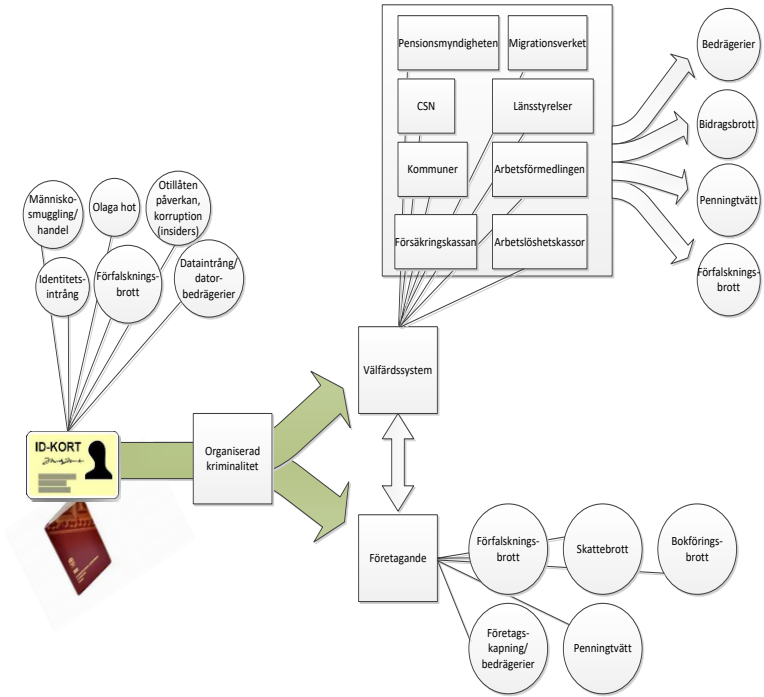 Pensionsmyndigheten
Migrationsverket
CSN
Länsstyrelser
Kommuner
Arbetsförmedlingen
Försäkringskassan
Arbetslöshetskassor
Bedrägerier
Bidragsbrott
Penningtvätt
Förfalsknings-
brott
Människo-
smuggling/
handel
Olaga hot
Otillåten
påverkan,
korruption
(insiders)
Identitets-
intrång
Förfalsknings-
brott
Dataintrång/
dator-
bedrägerier
Välfärdssystem
ID-KORT
Organiserad
kriminalitet
Företagande
Förfalsknings-
brott
Skattebrott
Bokförings-
brott
Företags-
kapning/
bedrägerier
Penningtvätt